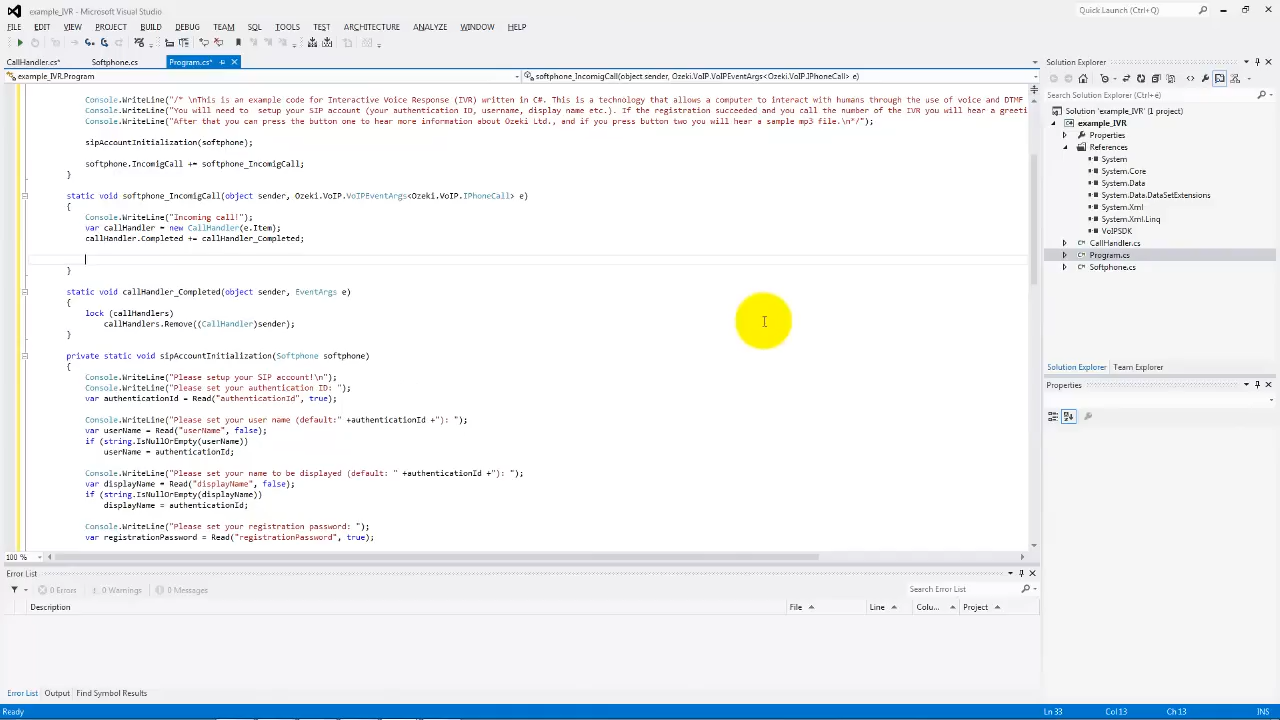 example_IVR - Microsoft Visual Studio
Quick Launch (Ctrl+Q)
FILE EDIT VIEW PROJECT BUILD DEBUG TEAM SQL TOOLS TEST ARCHITECTURE ANALYZE WINDOW HELP
CallHandler.cs* Softphone.cs Program.cs*
example_IVR.Program
softphone_IncomigCall(object sender, Ozeki.VoIP.VoIPEventArgs<Ozeki.VoIP.IPhoneCall> e)
Console.WriteLine("/* \nThis is an example code for Interactive Voice Response (IVR) written in C#. This is a technology that allows a computer to interact with humans through the use of voice and DTMF
Console.WriteLine("You will need to  setup your SIP account (your authentication ID, username, display name etc.). If the registration succeeded and you call the number of the IVR you will hear a greeti
Console.WriteLine("After that you can press the button one to hear more information about Ozeki Ltd., and if you press button two you will hear a sample mp3 file.\n*/");
sipAccountInitialization(softphone);
softphone.IncomigCall += softphone_IncomigCall;
}
static void softphone_IncomigCall(object sender, Ozeki.VoIP.VoIPEventArgs<Ozeki.VoIP.IPhoneCall> e)
{
Console.WriteLine("Incoming call!");
var callHandler = new CallHandler(e.Item);
callHandler.Completed += callHandler_Completed;
}
static void callHandler_Completed(object sender, EventArgs e)
{
lock (callHandlers)
callHandlers.Remove((CallHandler)sender);
}
private static void sipAccountInitialization(Softphone softphone)
{
Console.WriteLine("Please setup your SIP account!\n");
Console.WriteLine("Please set your authentication ID: ");
var authenticationId = Read("authenticationId", true);
Console.WriteLine("Please set your user name (default:" +authenticationId +"): ");
var userName = Read("userName", false);
if (string.IsNullOrEmpty(userName))
userName = authenticationId;
Console.WriteLine("Please set your name to be displayed (default: " +authenticationId +"): ");
var displayName = Read("displayName", false);
if (string.IsNullOrEmpty(displayName))
displayName = authenticationId;
Console.WriteLine("Please set your registration password: ");
var registrationPassword = Read("registrationPassword", true);
100 %
Solution Explorer
Search Solution Explorer (Ctrl+é)
Solution 'example_IVR' (1 project)
example_IVR
Properties
References
System
System.Core
System.Data
System.Data.DataSetExtensions
System.Xml
System.Xml.Linq
VoIPSDK
CallHandler.cs
Program.cs
Softphone.cs
Solution Explorer Team Explorer
Properties
Error List
0 Errors 0 Warnings 0 Messages
Search Error List
Description File Line Colu... Project
Error List Output Find Symbol Results
Ready Ln 33 Col 13 Ch 13 INS